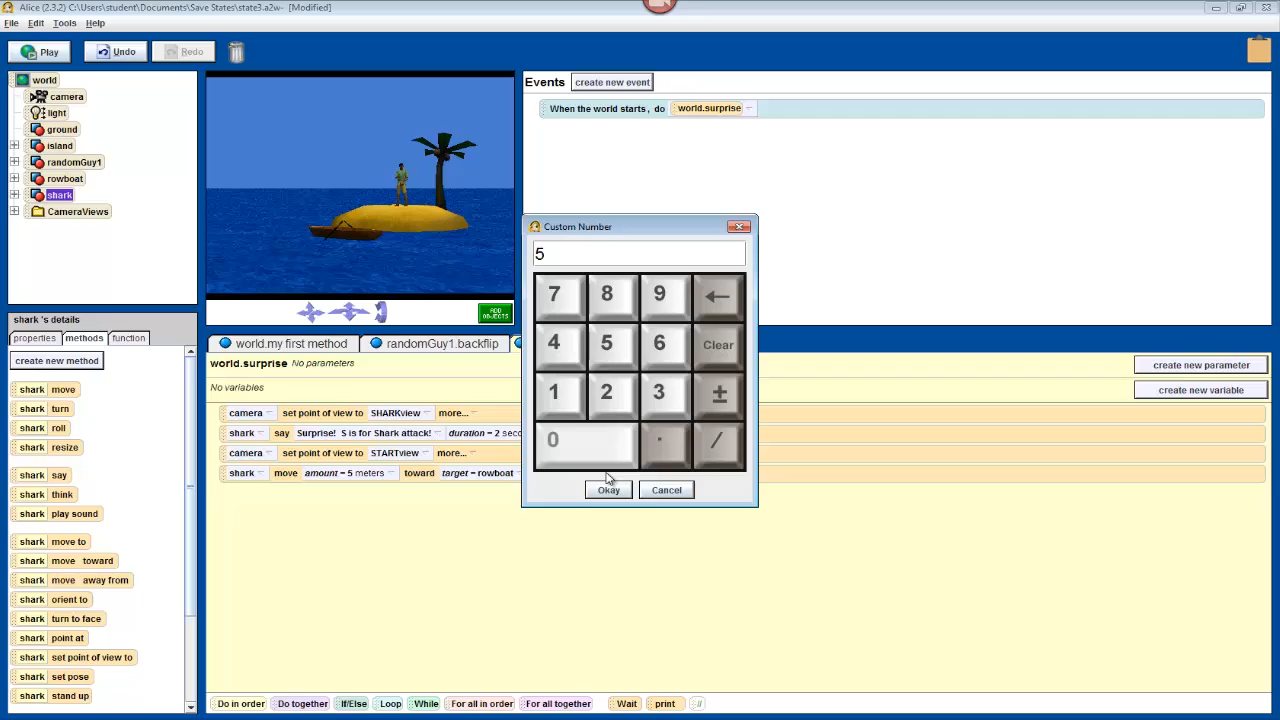 Alice (2.3.2) C:\Users\student\Documents\Save States\state3.a2w- [Modified]
File Edit Tools Help
Play Undo Redo
world
camera
light
ground
island
randomGuy1
rowboat
shark
CameraViews
ADD OBJECTS
Events create new event
When the world starts, do world.surprise
shark 's details
properties methods function
create new method
shark move
shark turn
shark roll
shark resize
shark say
shark think
shark play sound
shark move to
shark move toward
shark move away from
shark orient to
shark turn to face
shark point at
shark set point of view to
shark set pose
shark stand up
world.my first method randomGuy1.backflip
world.surprise No parameters
create new parameter
No variables
create new variable
camera set point of view to SHARKview more...
shark say Surprise! S is for Shark attack! duration = 2 seco
camera set point of view to STARTview more...
shark move amount = 5 meters toward target = rowboat
Custom Number
5
7 8 9 ←
4 5 6 Clear
1 2 3 ±
0 . /
Okay Cancel
Do in order Do together If/Else Loop While For all in order For all together Wait print //